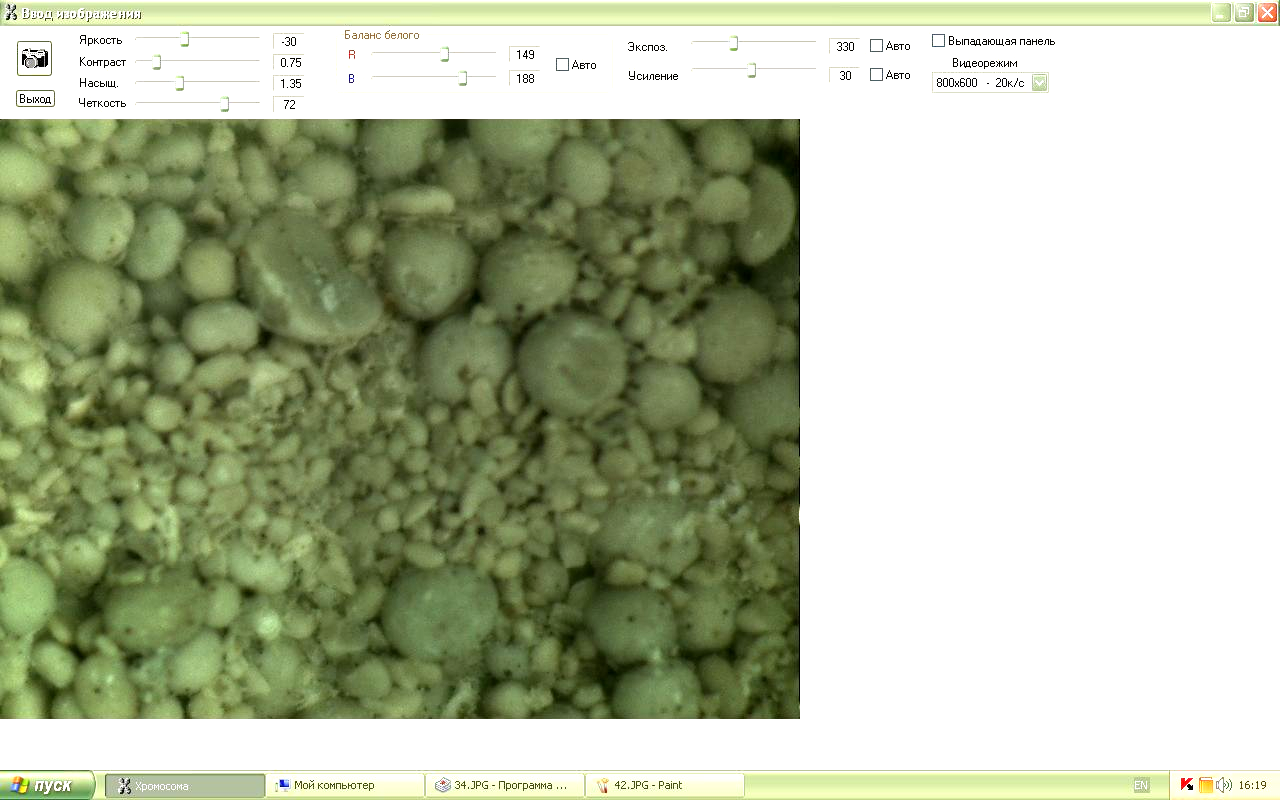 Ввод изображения
Яркость -30
Контраст 0.75
Насыщ. 1.35
Четкость 72
Выход
Баланс белого
R 149
B 188
Авто
Экспоз. 330 Авто
Усиление 30 Авто
Выпадающая панель
Видеорежим
800x600 - 20к/с
пуск
Хромосома
Мой компьютер
34.JPG - Программа ...
42.JPG - Paint
EN
16:19